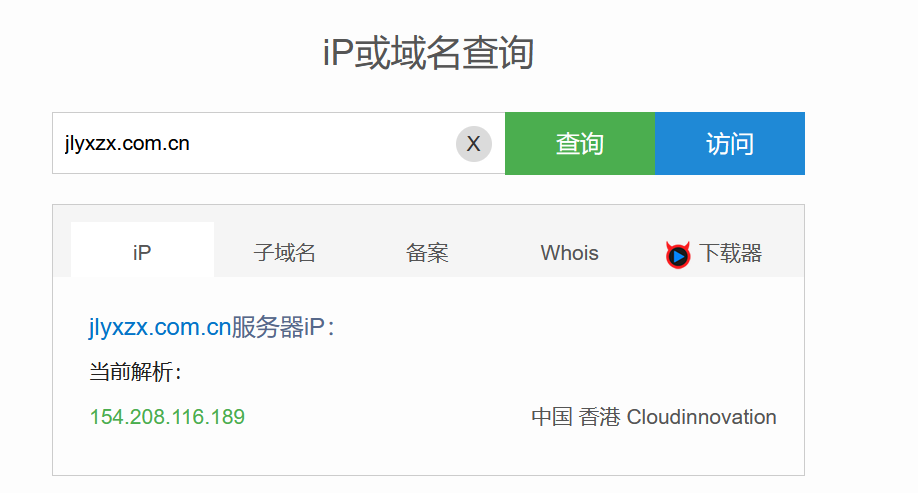 iP或域名查询
jlyxzx.com.cn X 查询 访问
iP 子域名 备案 Whois 下载器
jlyxzx.com.cn服务器iP：
当前解析：
154.208.116.189 中国 香港 Cloudinnovation